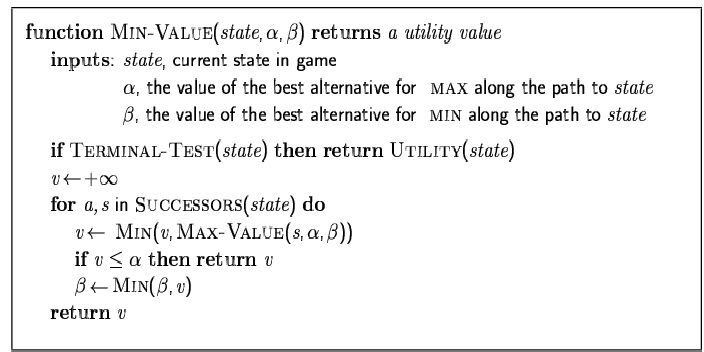 function MIN-VALUE(state, α, β) returns a utility value
inputs: state, current state in game
α, the value of the best alternative for MAX along the path to state
β, the value of the best alternative for MIN along the path to state
if TERMINAL-TEST(state) then return UTILITY(state)
v ← +∞
for a, s in SUCCESSORS(state) do
v ← MIN(v, MAX-VALUE(s, α, β))
if v ≤ α then return v
β ← MIN(β, v)
return v